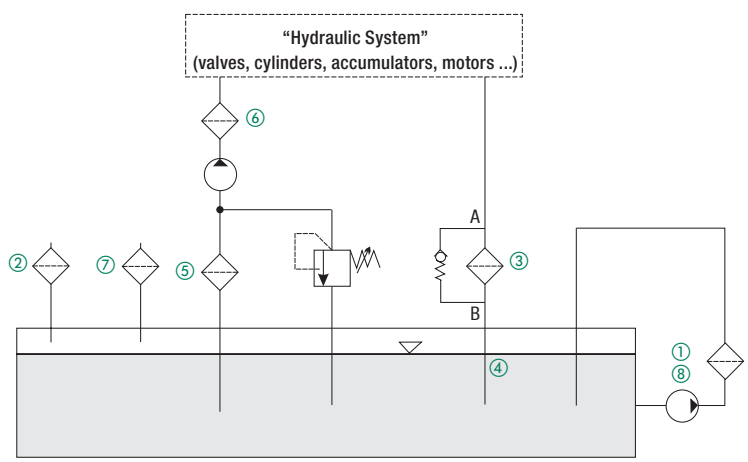 “Hydraulic System”
(valves, cylinders, accumulators, motors ...)
⑥
A
②
⑦
⑤
③
B
④
①
⑧